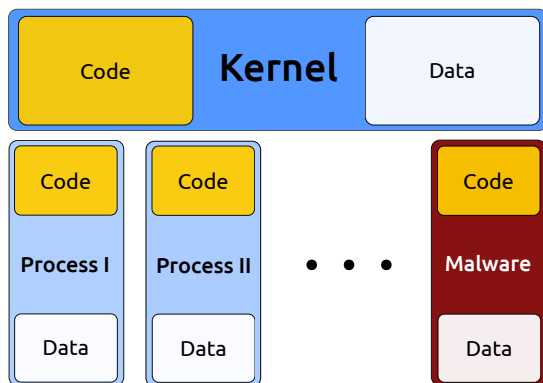 Code
Kernel
Data
Code
Code
Code
Process I
Process II
• • •
Malware
Data
Data
Data